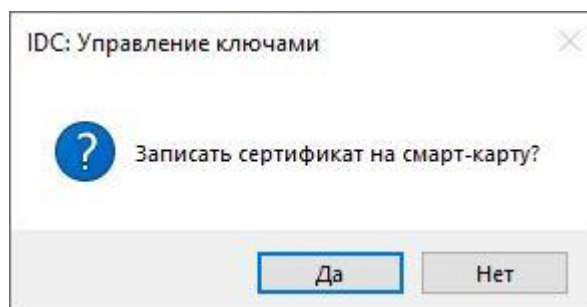 IDC: Управление ключами
Записать сертификат на смарт-карту?
Да
Нет